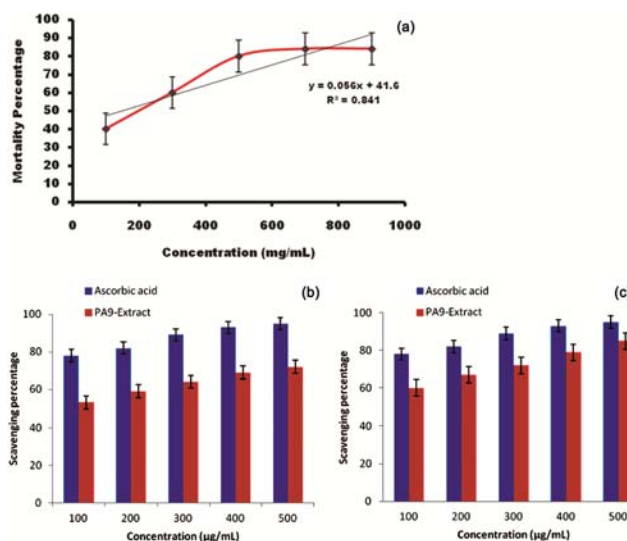 (a)
Mortality Percentage
100
90
80
70
60
50
40
30
20
10
0
y = 0.056x + 41.6
R² = 0.841
0 200 400 600 800 1000
Concentration (mg/mL)
(b)
Ascorbic acid
PA9-Extract
Scavenging percentage
100
80
60
40
20
0
100 200 300 400 500
Concentration (µg/mL)
(c
Ascorbic acid
PA9-Extract
Scavenging percentage
100
80
60
40
20
0
100 200 300 400 500
Concentration (µg/mL)